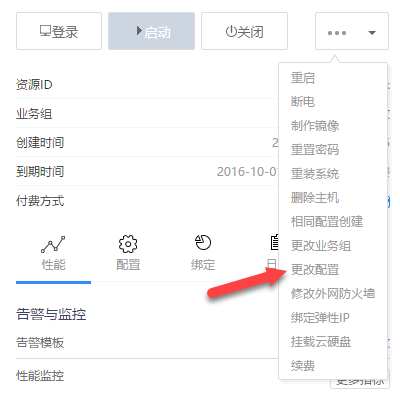 登录
启动
关闭
•••
资源ID
业务组
创建时间
2
到期时间
2016-10-0
付费方式
性能
配置
绑定
日
告警与监控
告警模板
性能监控
更多指标
重启
断电
制作镜像
重置密码
重装系统
删除主机
相同配置创建
更改业务组
更改配置
修改外网防火墙
绑定弹性IP
挂载云硬盘
续费